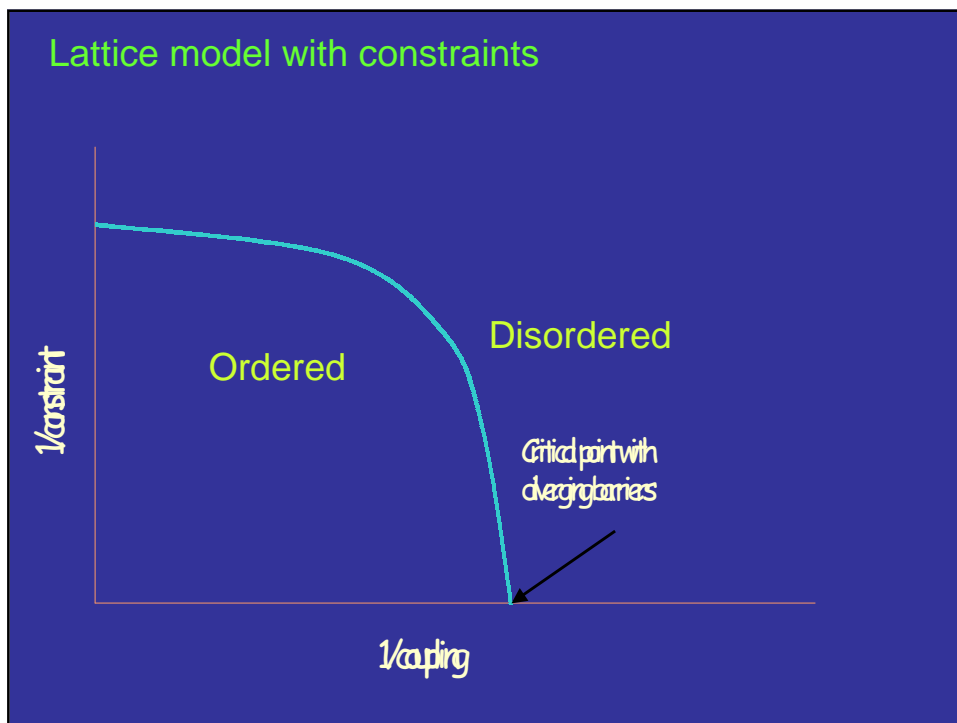 Lattice model with constraints
Disordered
Ordered
1/constraint
Critical point with
diverging barriers
1/coupling